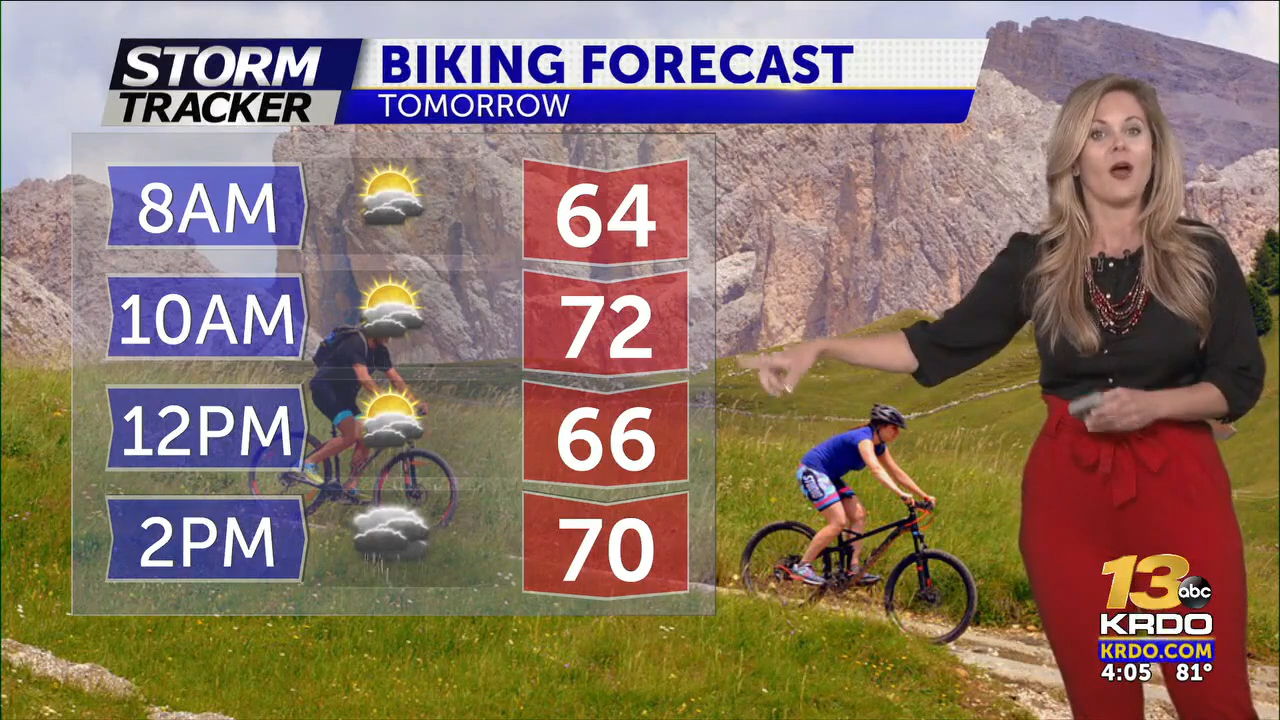 STORM
TRACKER
BIKING FORECAST
TOMORROW
8AM
64
10AM
72
12PM
66
2PM
70
13
abc
KRDO
KRDO.COM
4:05 81°